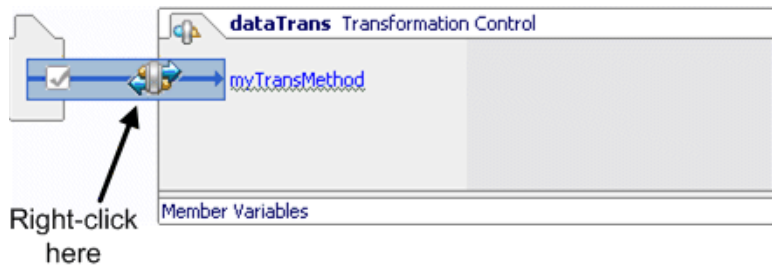 dataTrans Transformation Control
myTransMethod
Member Variables
Right-click
here